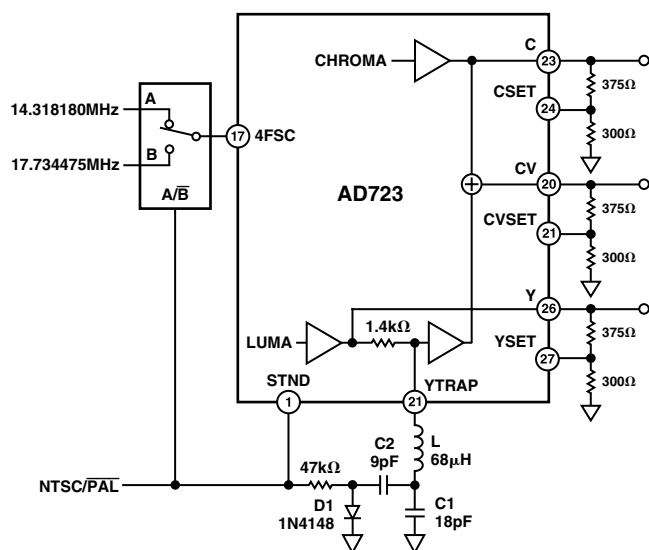 C
CHROMA
23
375Ω
CSET
14.318180MHz
A
24
300Ω
17
4FSC
17.734475MHz
B
CV
20
A/B̅
AD723
375Ω
CVSET
21
300Ω
Y
26
1.4kΩ
375Ω
LUMA
YSET
27
STND
YTRAP
300Ω
1
21
C2
9pF
L
68μH
47kΩ
NTSC/P̅A̅L̅
D1
1N4148
C1
18pF